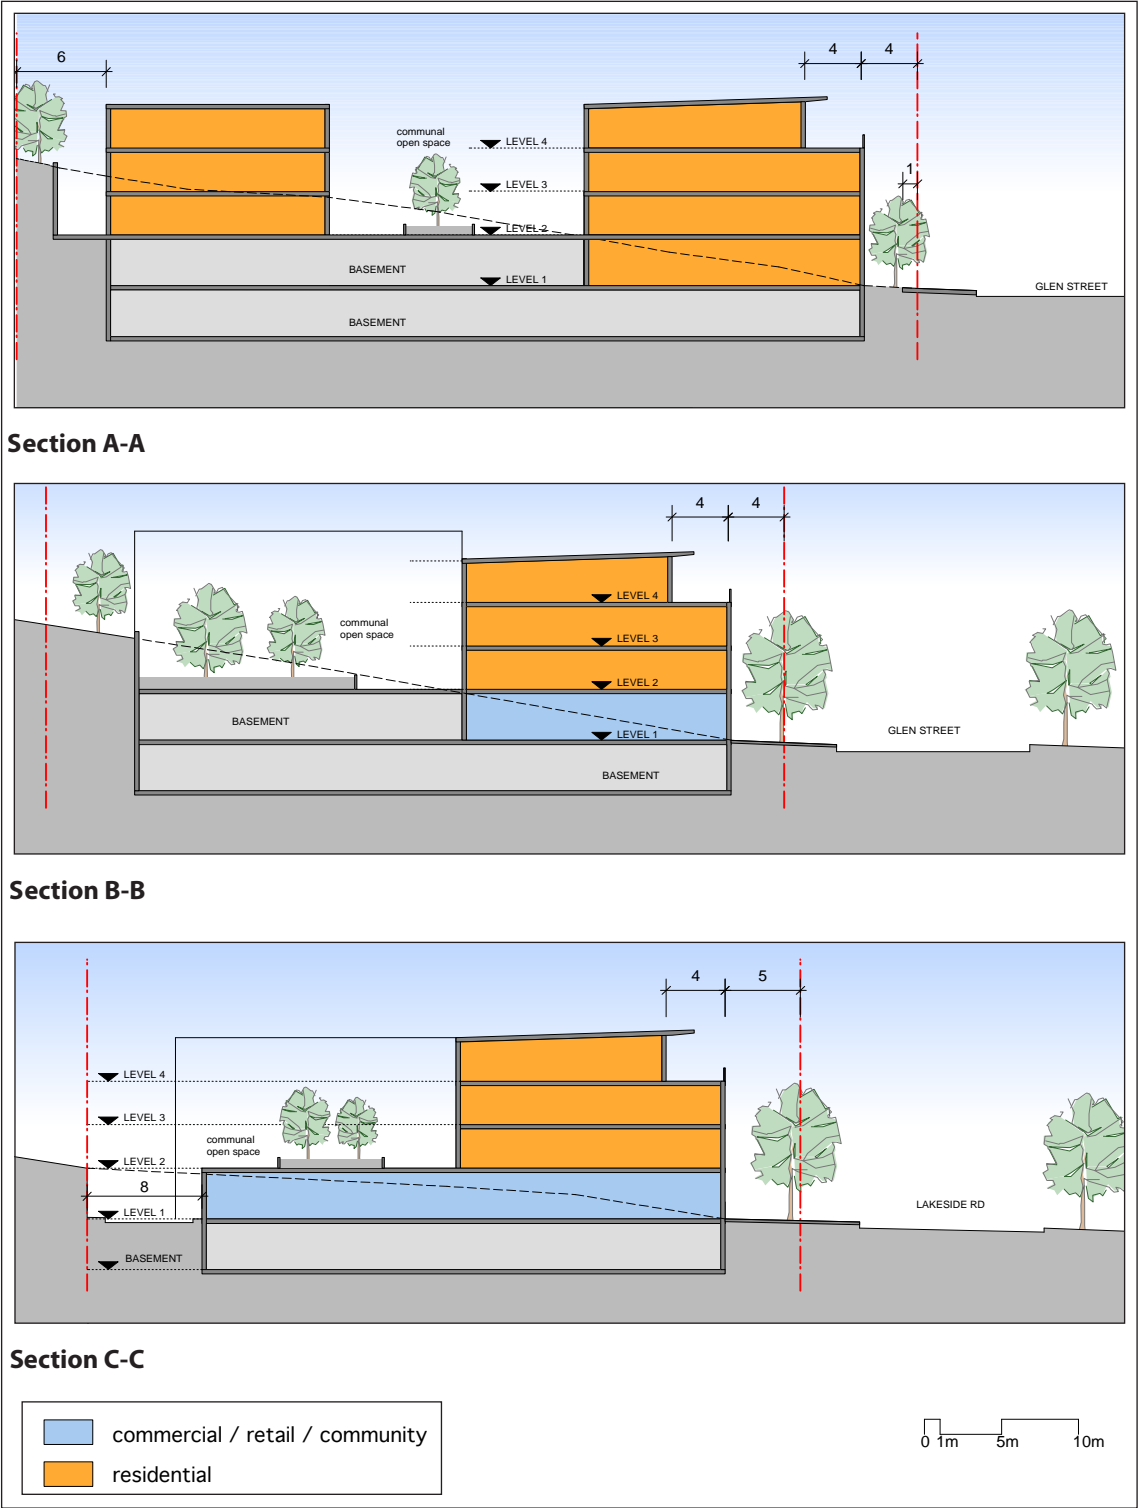 6
4
4
communal
open space
LEVEL 4
LEVEL 3
1
LEVEL 2
BASEMENT
LEVEL 1
GLEN STREET
BASEMENT
Section A-A
4
4
LEVEL 4
communal
open space
LEVEL 3
LEVEL 2
BASEMENT
LEVEL 1
GLEN STREET
BASEMENT
Section B-B
4
5
LEVEL 4
LEVEL 3
communal
open space
LEVEL 2
8
LEVEL 1
LAKESIDE RD
BASEMENT
Section C-C
commercial / retail / community
residential
0 1m 5m 10m